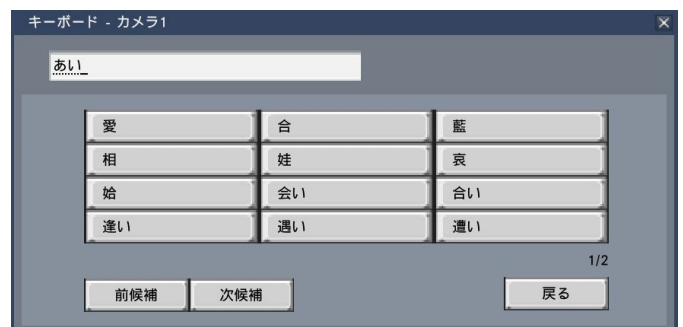 キーボード - カメラ1
あい_
愛 合 藍
相 娃 哀
姶 会い 合い
逢い 遇い 遭い
1/2
前候補 次候補 戻る